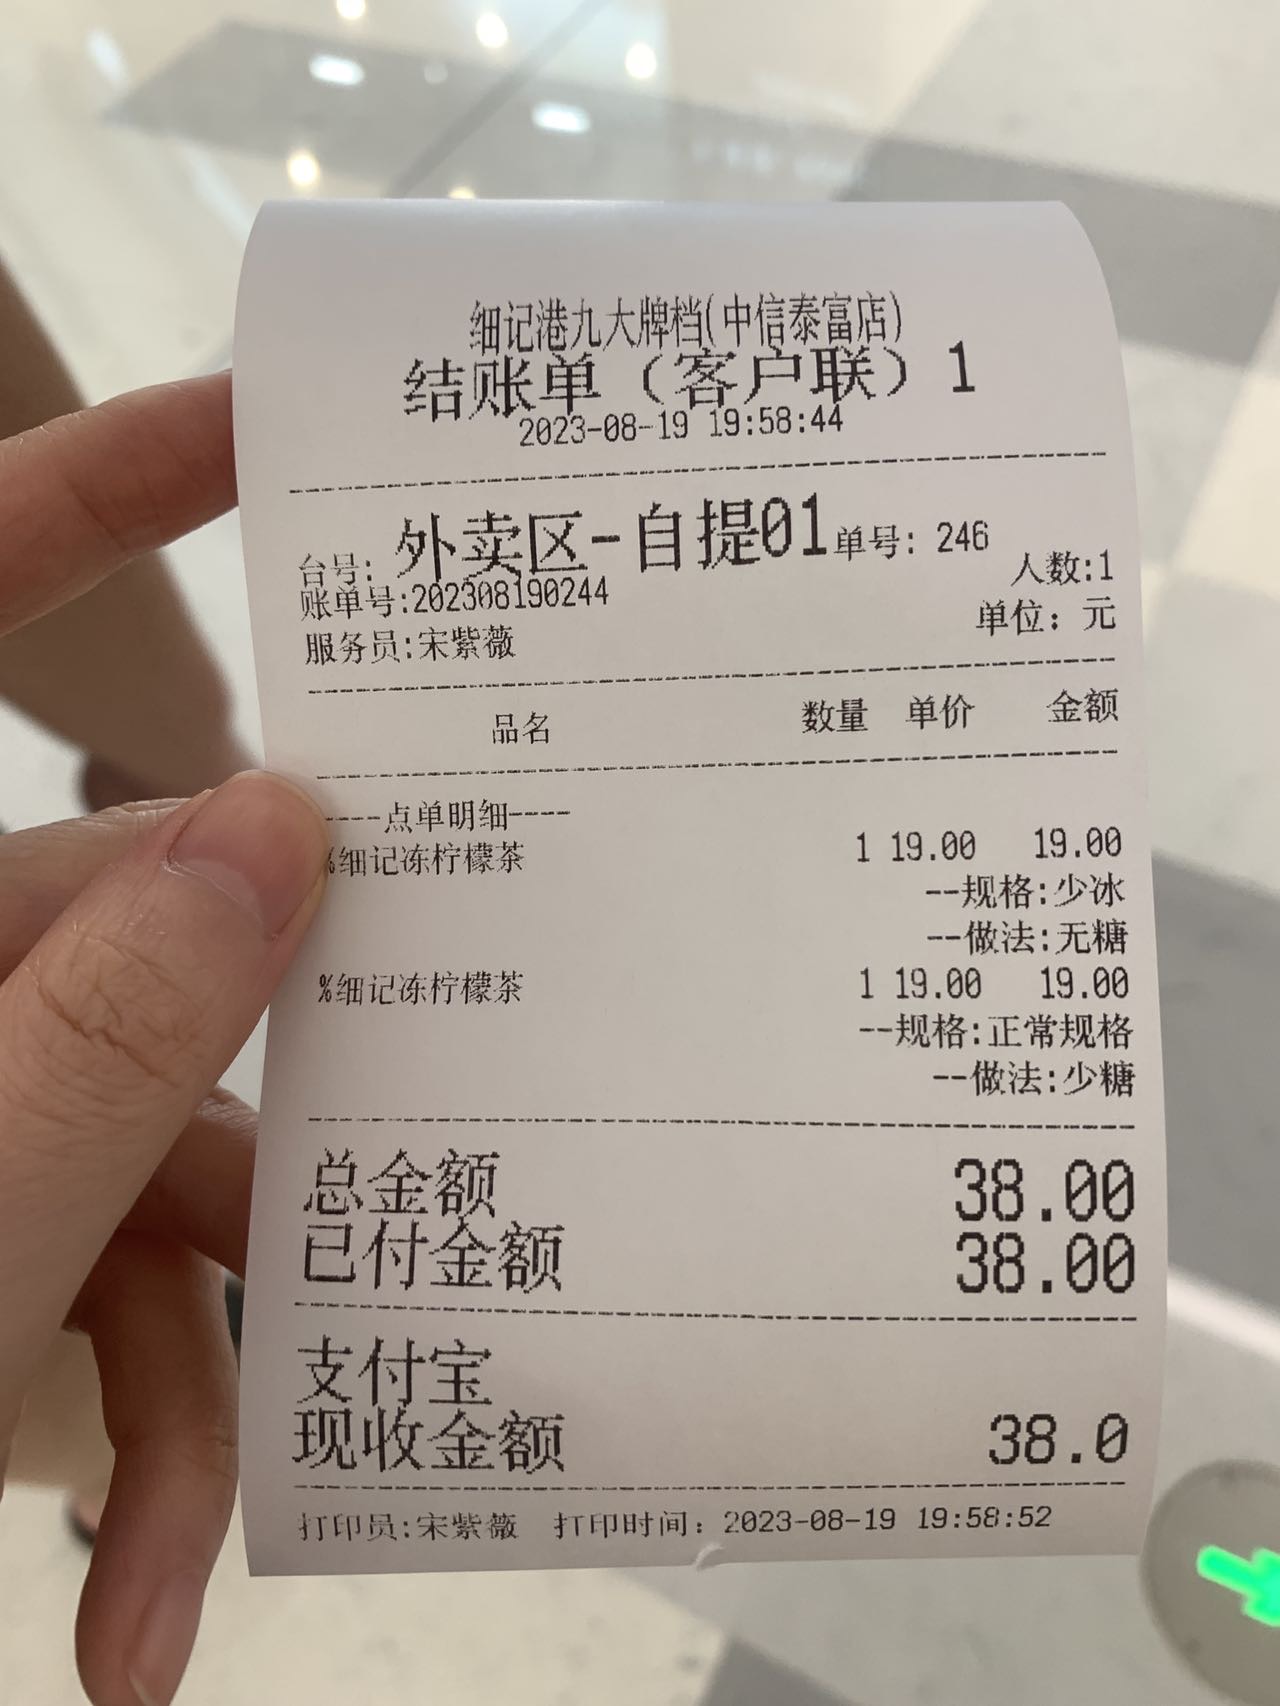 细记港九大牌档(中信泰富店)
结账单（客户联）1
2023-08-19 19:58:44
台号: 外卖区-自提01 单号: 246
人数:1
账单号:202308190244
单位: 元
服务员:宋紫薇
品名 数量 单价 金额
----点单明细----
%细记冻柠檬茶 1 19.00 19.00
--规格:少冰
--做法:无糖
%细记冻柠檬茶 1 19.00 19.00
--规格:正常规格
--做法:少糖
总金额 38.00
已付金额 38.00
支付宝
现收金额 38.0
打印员:宋紫薇 打印时间: 2023-08-19 19:58:52